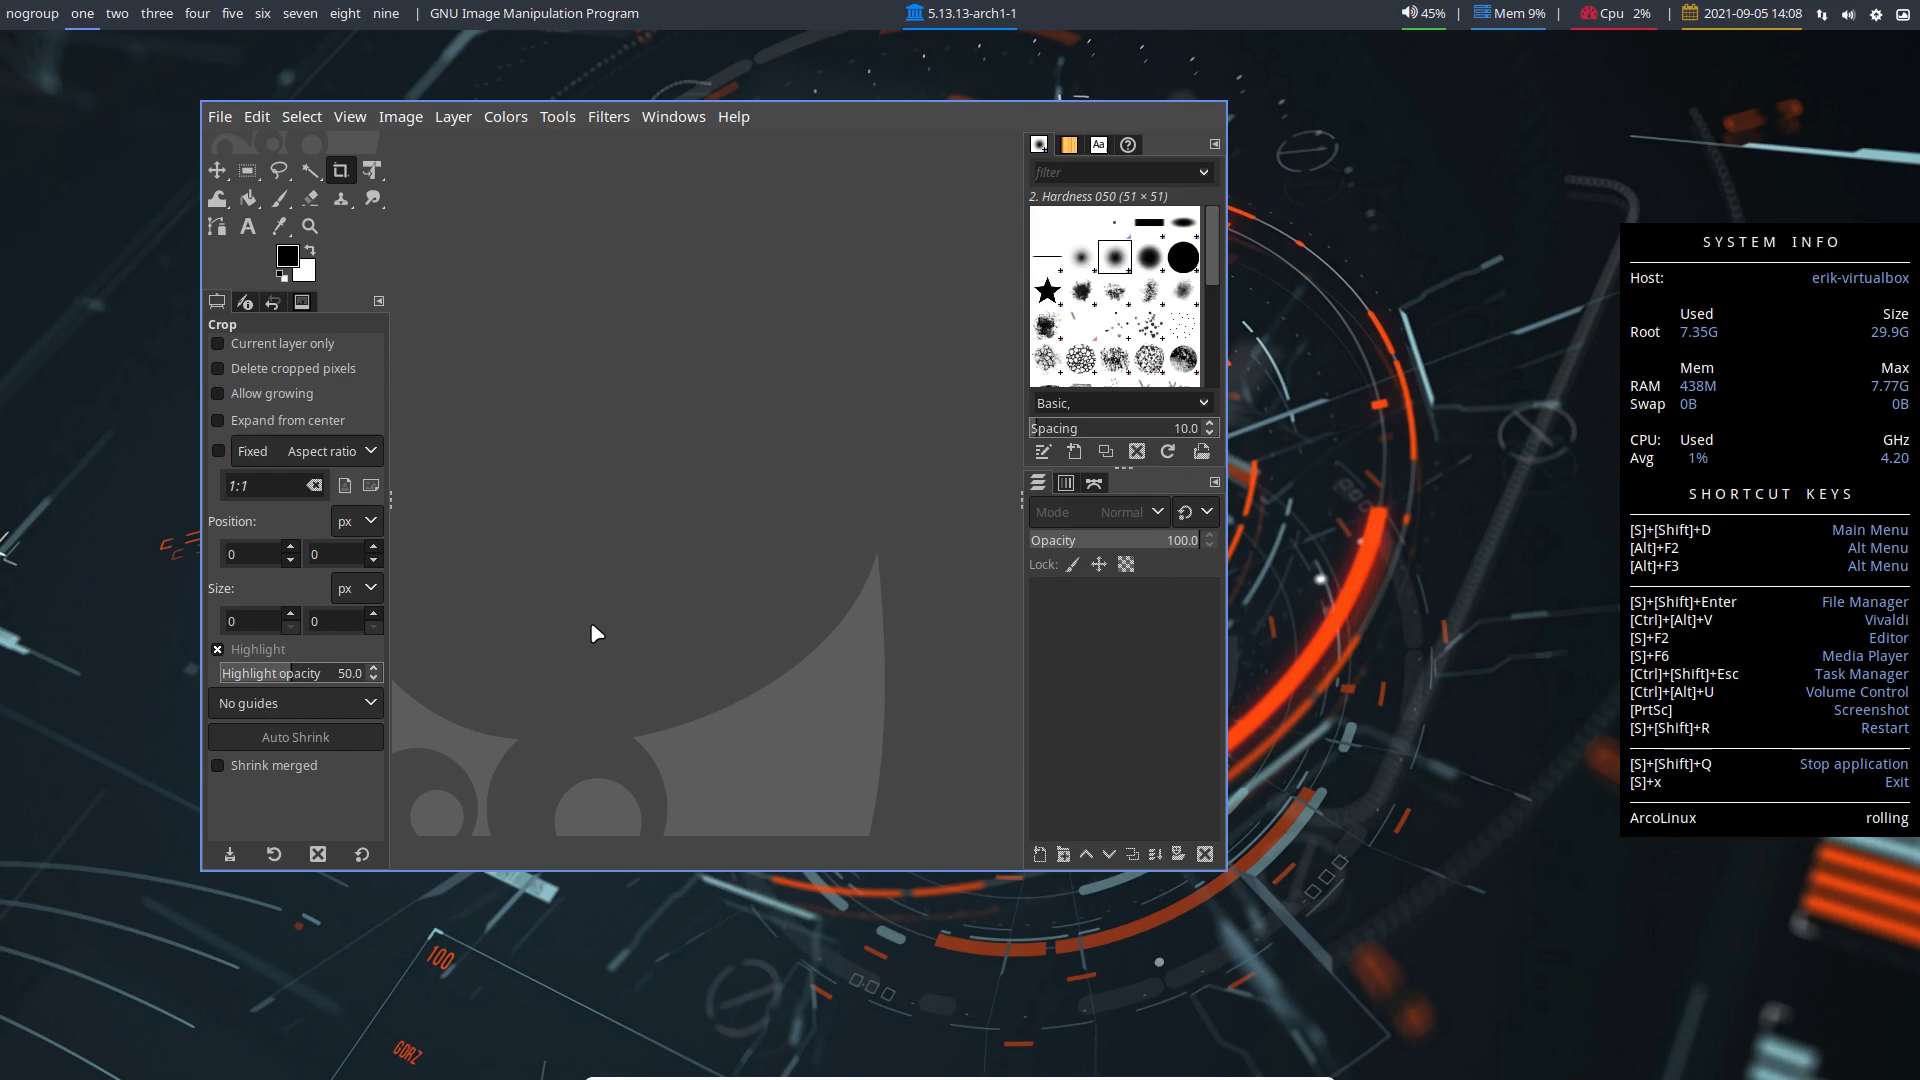 nogroup one two three four five six seven eight nine | GNU Image Manipulation Program
5.13.13-arch1-1
45% | Mem 9% | Cpu 2% | 2021-09-05 14:08
File Edit Select View Image Layer Colors Tools Filters Windows Help
Crop
Current layer only
Delete cropped pixels
Allow growing
Expand from center
Fixed Aspect ratio
1:1
Position: px
0 0
Size: px
0 0
Highlight
Highlight opacity 50.0
No guides
Auto Shrink
Shrink merged
Aa
filter
2. Hardness 050 (51 × 51)
Basic,
Spacing 10.0
Mode Normal
Opacity 100.0
Lock:
SYSTEM INFO
Host: erik-virtualbox
Used Size
Root 7.35G 29.9G
Mem Max
RAM 438M 7.77G
Swap 0B 0B
CPU: Used GHz
Avg 1% 4.20
SHORTCUT KEYS
[S]+[Shift]+D Main Menu
[Alt]+F2 Alt Menu
[Alt]+F3 Alt Menu
[S]+[Shift]+Enter File Manager
[Ctrl]+[Alt]+V Vivaldi
[S]+F2 Editor
[S]+F6 Media Player
[Ctrl]+[Shift]+Esc Task Manager
[Ctrl]+[Alt]+U Volume Control
[PrtSc] Screenshot
[S]+[Shift]+R Restart
[S]+[Shift]+Q Stop application
[S]+x Exit
ArcoLinux rolling
100